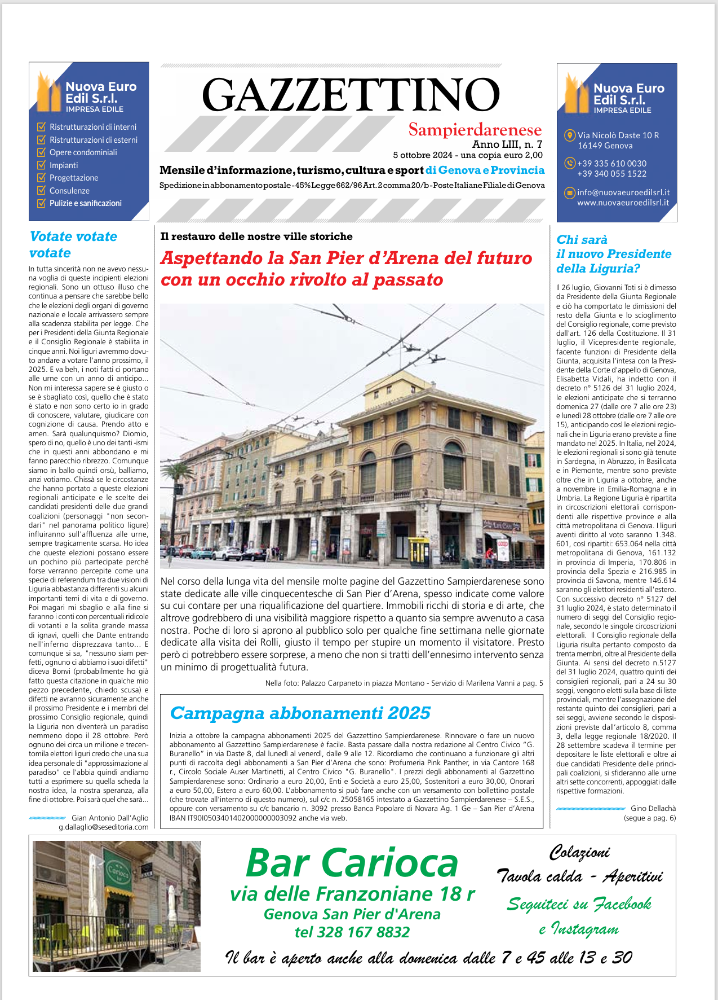 Nuova Euro
Edil S.r.l.
IMPRESA EDILE
Ristrutturazioni di interni
Ristrutturazioni di esterni
Opere condominiali
Impianti
Progettazione
Consulenze
Pulizie e sanificazioni
GAZZETTINO
Sampierdarenese
Anno LIII, n. 7
5 ottobre 2024 - una copia euro 2,00
Mensile d'informazione, turismo, cultura e sport di Genova e Provincia
Spedizione in abbonamento postale - 45% Legge 662/96 Art. 2 comma 20/b - Poste Italiane Filiale di Genova
Nuova Euro
Edil S.r.l.
IMPRESA EDILE
Via Nicolò Daste 10 R
16149 Genova
+39 335 610 0030
+39 340 055 1522
info@nuovaeuroedilsrl.it
www.nuovaeuroedilsrl.it
Votate votate
votate
In tutta sincerità non ne avevo nessu-
na voglia di queste incipienti elezioni
regionali. Sono un ottuso illuso che
continua a pensare che sarebbe bello
che le elezioni degli organi di governo
nazionale e locale arrivassero sempre
alla scadenza stabilita per legge. Che
per i Presidenti della Giunta Regionale
e il Consiglio Regionale è stabilita in
cinque anni. Noi liguri avremmo dovu-
to andare a votare l'anno prossimo, il
2025. E va beh, i noti fatti ci portano
alle urne con un anno di anticipo...
Non mi interessa sapere se è giusto o
se è sbagliato così, quello che è stato
è stato e non sono certo io in grado
di conoscere, valutare, giudicare con
cognizione di causa. Prendo atto e
amen. Sarà qualunquismo? Diomio,
spero di no, quello è uno dei tanti -ismi
che in questi anni abbondano e mi
fanno parecchio ribrezzo. Comunque
siamo in ballo quindi orsù, balliamo,
anzi votiamo. Chissà se le circostanze
che hanno portato a queste elezioni
regionali anticipate e le scelte dei
candidati presidenti delle due grandi
coalizioni (personaggi "non secon-
dari" nel panorama politico ligure)
influiranno sull'affluenza alle urne,
sempre tragicamente scarsa. Ho idea
che queste elezioni possano essere
un pochino più partecipate perché
forse verranno percepite come una
specie di referendum tra due visioni di
Liguria abbastanza differenti su alcuni
importanti temi di vita e di governo.
Poi magari mi sbaglio e alla fine si
faranno i conti con percentuali ridicole
di votanti e la solita grande massa
di ignavi, quelli che Dante entrando
nell'inferno disprezzava tanto... E
comunque si sa, "nessuno siam per-
fetti, ognuno ci abbiamo i suoi difetti"
diceva Bonvi (probabilmente ho già
fatto questa citazione in qualche mio
pezzo precedente, chiedo scusa) e
difetti ne avranno sicuramente anche
il prossimo Presidente e i membri del
prossimo Consiglio regionale, quindi
la Liguria non diventerà un paradiso
nemmeno dopo il 28 ottobre. Però
ognuno dei circa un milione e trecen-
tomila elettori liguri credo che una sua
idea personale di "approssimazione al
paradiso" ce l'abbia quindi andiamo
tutti a esprimere su quella scheda la
nostra idea, la nostra speranza, alla
fine di ottobre. Poi sarà quel che sarà...
Gian Antonio Dall'Aglio
g.dallaglio@seseditoria.com
Il restauro delle nostre ville storiche
Aspettando la San Pier d'Arena del futuro
con un occhio rivolto al passato
coop
Nel corso della lunga vita del mensile molte pagine del Gazzettino Sampierdarenese sono
state dedicate alle ville cinquecentesche di San Pier d'Arena, spesso indicate come valore
su cui contare per una riqualificazione del quartiere. Immobili ricchi di storia e di arte, che
altrove godrebbero di una visibilità maggiore rispetto a quanto sia sempre avvenuto a casa
nostra. Poche di loro si aprono al pubblico solo per qualche fine settimana nelle giornate
dedicate alla visita dei Rolli, giusto il tempo per stupire un momento il visitatore. Presto
però ci potrebbero essere sorprese, a meno che non si tratti dell'ennesimo intervento senza
un minimo di progettualità futura.
Nella foto: Palazzo Carpaneto in piazza Montano - Servizio di Marilena Vanni a pag. 5
Campagna abbonamenti 2025
Inizia a ottobre la campagna abbonamenti 2025 del Gazzettino Sampierdarenese. Rinnovare o fare un nuovo
abbonamento al Gazzettino Sampierdarenese è facile. Basta passare dalla nostra redazione al Centro Civico "G.
Buranello" in via Daste 8, dal lunedì al venerdì, dalle 9 alle 12. Ricordiamo che continuano a funzionare gli altri
punti di raccolta degli abbonamenti a San Pier d'Arena che sono: Profumeria Pink Panther, in via Cantore 168
r., Circolo Sociale Auser Martinetti, al Centro Civico "G. Buranello". I prezzi degli abbonamenti al Gazzettino
Sampierdarenese sono: Ordinario a euro 20,00, Enti e Società a euro 25,00, Sostenitori a euro 30,00, Onorari
a euro 50,00, Estero a euro 60,00. L'abbonamento si può fare anche con un versamento con bollettino postale
(che trovate all'interno di questo numero), sul c/c n. 25058165 intestato a Gazzettino Sampierdarenese – S.E.S.,
oppure con versamento su c/c bancario n. 3092 presso Banca Popolare di Novara Ag. 1 Ge – San Pier d'Arena
IBAN IT90I0503401402000000003092 anche via web.
Chi sarà
il nuovo Presidente
della Liguria?
Il 26 luglio, Giovanni Toti si è dimesso
da Presidente della Giunta Regionale
e ciò ha comportato le dimissioni del
resto della Giunta e lo scioglimento
del Consiglio regionale, come previsto
dall'art. 126 della Costituzione. Il 31
luglio, il Vicepresidente regionale,
facente funzioni di Presidente della
Giunta, acquisita l'intesa con la Presi-
dente della Corte d'appello di Genova,
Elisabetta Vidali, ha indetto con il
decreto n° 5126 del 31 luglio 2024,
le elezioni anticipate che si terranno
domenica 27 (dalle ore 7 alle ore 23)
e lunedì 28 ottobre (dalle ore 7 alle ore
15), anticipando così le elezioni regio-
nali che in Liguria erano previste a fine
mandato nel 2025. In Italia, nel 2024,
le elezioni regionali si sono già tenute
in Sardegna, in Abruzzo, in Basilicata
e in Piemonte, mentre sono previste
oltre che in Liguria a ottobre, anche
a novembre in Emilia-Romagna e in
Umbria. La Regione Liguria è ripartita
in circoscrizioni elettorali corrispon-
denti alle rispettive province e alla
città metropolitana di Genova. I liguri
aventi diritto al voto saranno 1.348.
601, così ripartiti: 653.064 nella città
metropolitana di Genova, 161.132
in provincia di Imperia, 170.806 in
provincia della Spezia e 216.985 in
provincia di Savona, mentre 146.614
saranno gli elettori residenti all'estero.
Con successivo decreto n° 5127 del
31 luglio 2024, è stato determinato il
numero di seggi del Consiglio regio-
nale, secondo le singole circoscrizioni
elettorali. Il Consiglio regionale della
Liguria risulta pertanto composto da
trenta membri, oltre al Presidente della
Giunta. Ai sensi del decreto n.5127
del 31 luglio 2024, quattro quinti dei
consiglieri regionali, pari a 24 su 30
seggi, vengono eletti sulla base di liste
provinciali, mentre l'assegnazione del
restante quinto dei consiglieri, pari a
sei seggi, avviene secondo le disposi-
zioni previste dall'articolo 8, comma
3, della legge regionale 18/2020. Il
28 settembre scadeva il termine per
depositare le liste elettorali e oltre ai
due candidati Presidente delle princi-
pali coalizioni, si sfideranno alle urne
altri sette concorrenti, appoggiati dalle
rispettive formazioni.
Gino Dellachà
(segue a pag. 6)
Carioca
BAR
Bar Carioca
via delle Franzoniane 18 r
Genova San Pier d'Arena
tel 328 167 8832
Colazioni
Tavola calda - Aperitivi
Seguiteci su Facebook
e Instagram
Il bar è aperto anche alla domenica dalle 7 e 45 alle 13 e 30